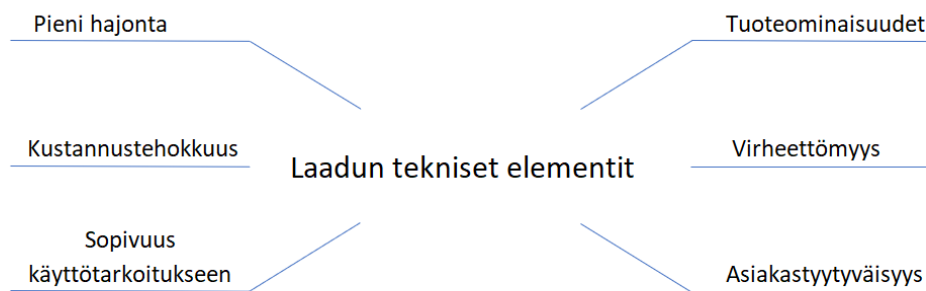 Pieni hajonta
Tuoteominaisuudet
Kustannustehokkuus
Laadun tekniset elementit
Virheettömyys
Sopivuus
käyttötarkoitukseen
Asiakastyytyväisyys